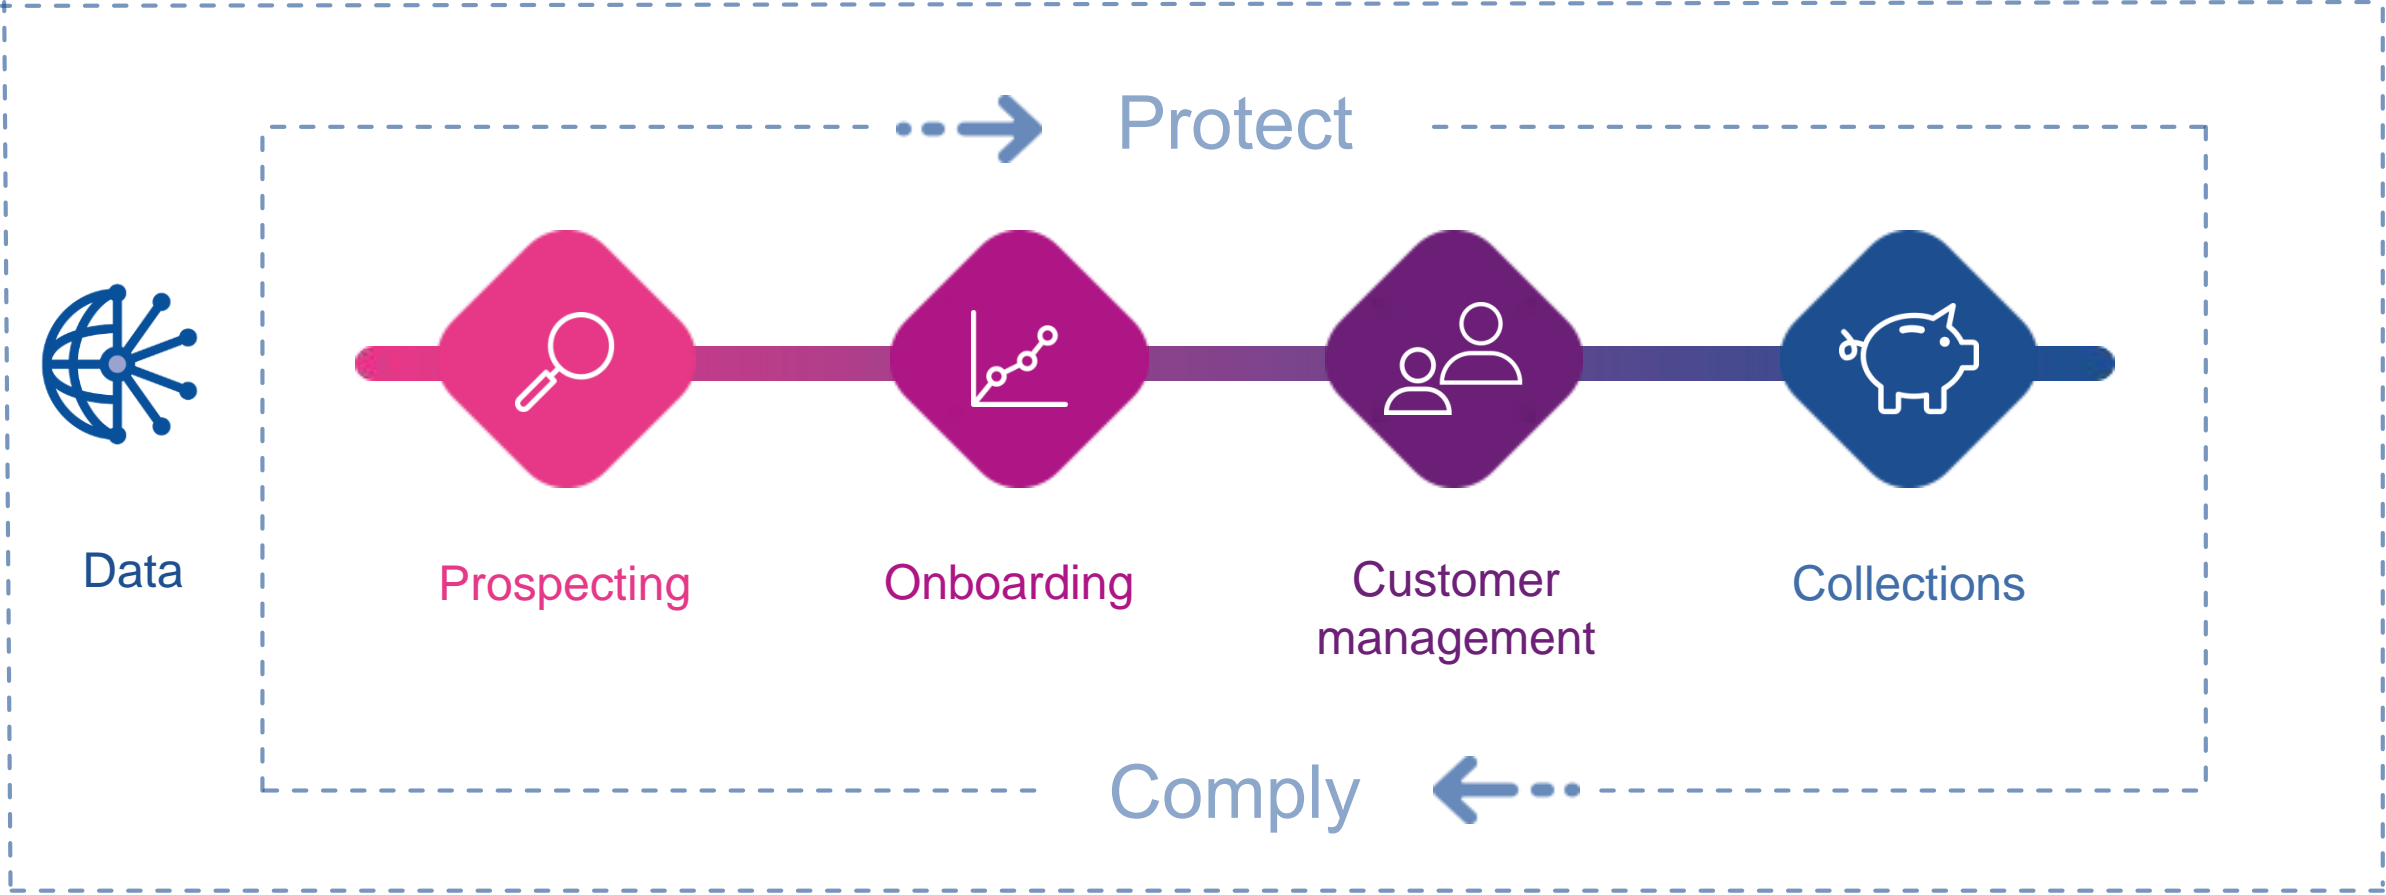 Protect
Data
Prospecting
Onboarding
Customer
management
Collections
Comply